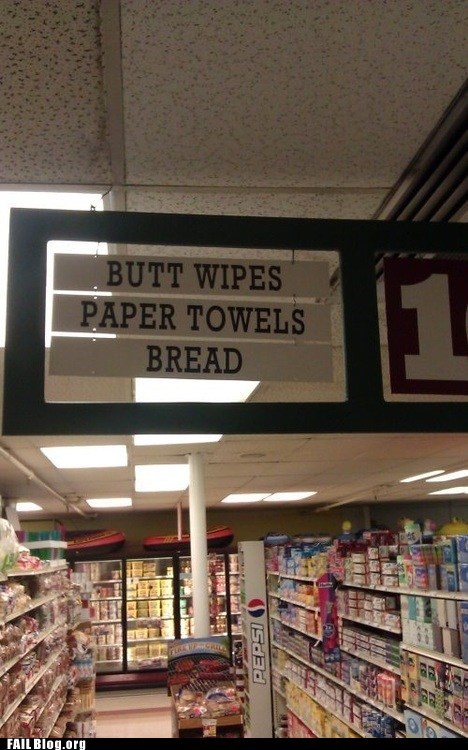 BUTT WIPES
PAPER TOWELS
BREAD
1
PEPSI
FAIL Blog.org